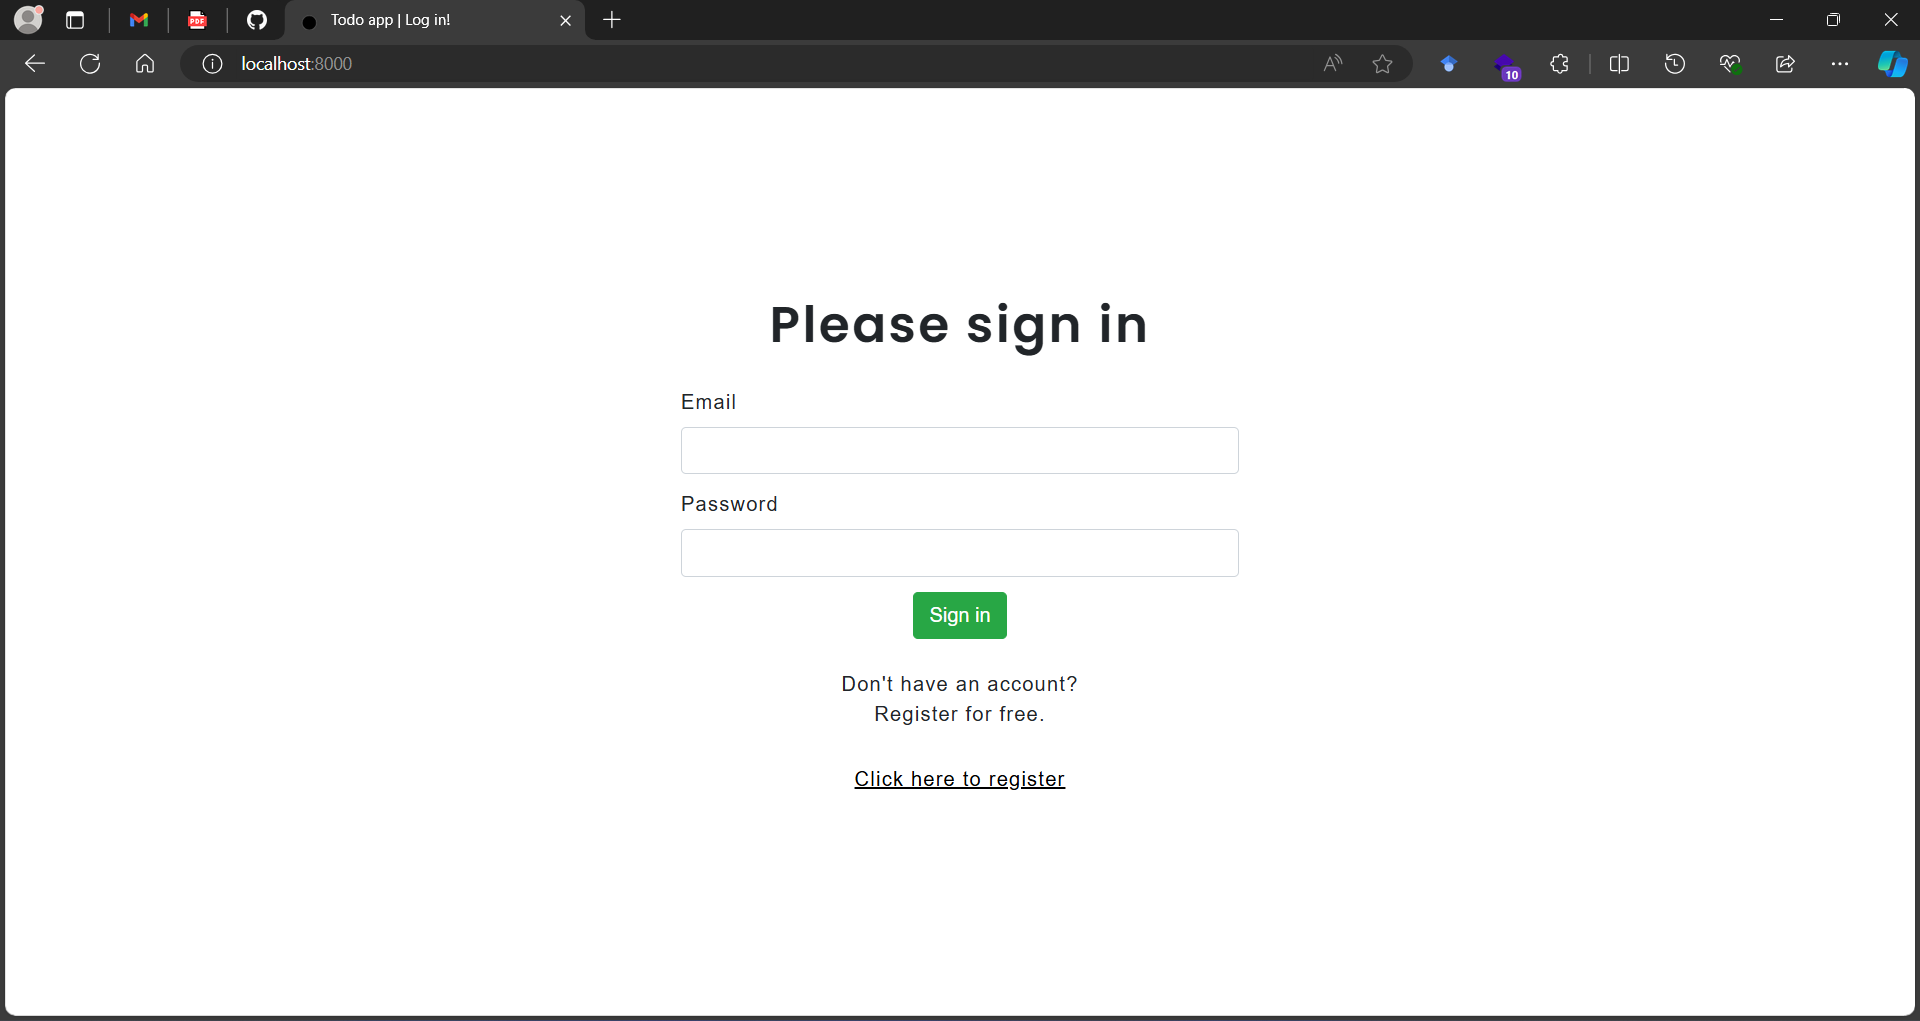 Todo app | Log in!
localhost:8000
10
Please sign in
Email
Password
Sign in
Don't have an account?
Register for free.
Click here to register